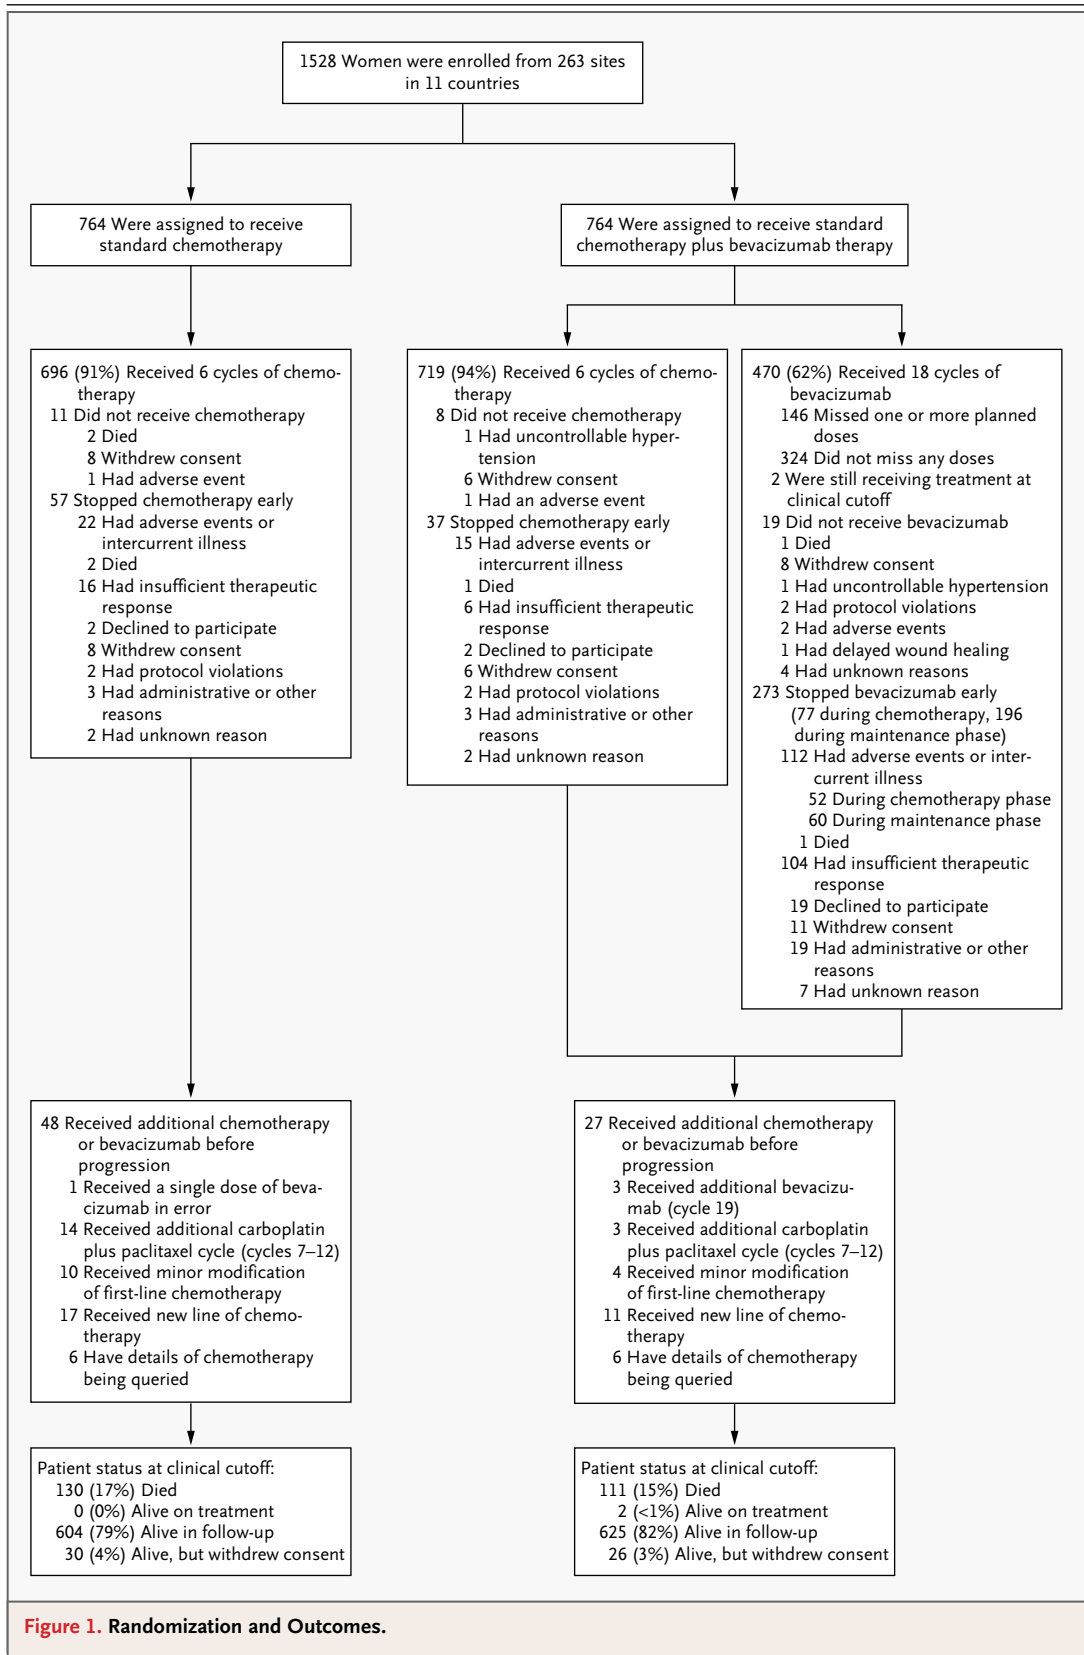 1528 Women were enrolled from 263 sites
in 11 countries
764 Were assigned to receive
standard chemotherapy
764 Were assigned to receive standard
chemotherapy plus bevacizumab therapy
696 (91%) Received 6 cycles of chemo-
therapy
11 Did not receive chemotherapy
2 Died
8 Withdrew consent
1 Had adverse event
57 Stopped chemotherapy early
22 Had adverse events or
intercurrent illness
2 Died
16 Had insufficient therapeutic
response
2 Declined to participate
8 Withdrew consent
2 Had protocol violations
3 Had administrative or other
reasons
2 Had unknown reason
719 (94%) Received 6 cycles of chemo-
therapy
8 Did not receive chemotherapy
1 Had uncontrollable hyper-
tension
6 Withdrew consent
1 Had an adverse event
37 Stopped chemotherapy early
15 Had adverse events or
intercurrent illness
1 Died
6 Had insufficient therapeutic
response
2 Declined to participate
6 Withdrew consent
2 Had protocol violations
3 Had administrative or other
reasons
2 Had unknown reason
470 (62%) Received 18 cycles of
bevacizumab
146 Missed one or more planned
doses
324 Did not miss any doses
2 Were still receiving treatment at
clinical cutoff
19 Did not receive bevacizumab
1 Died
8 Withdrew consent
1 Had uncontrollable hypertension
2 Had protocol violations
2 Had adverse events
1 Had delayed wound healing
4 Had unknown reasons
273 Stopped bevacizumab early
(77 during chemotherapy, 196
during maintenance phase)
112 Had adverse events or inter-
current illness
52 During chemotherapy phase
60 During maintenance phase
1 Died
104 Had insufficient therapeutic
response
19 Declined to participate
11 Withdrew consent
19 Had administrative or other
reasons
7 Had unknown reason
48 Received additional chemotherapy
or bevacizumab before
progression
1 Received a single dose of beva-
cizumab in error
14 Received additional carboplatin
plus paclitaxel cycle (cycles 7–12)
10 Received minor modification
of first-line chemotherapy
17 Received new line of chemo-
therapy
6 Have details of chemotherapy
being queried
27 Received additional chemotherapy
or bevacizumab before
progression
3 Received additional bevacizu-
mab (cycle 19)
3 Received additional carboplatin
plus paclitaxel cycle (cycles 7–12)
4 Received minor modification
of first-line chemotherapy
11 Received new line of chemo-
therapy
6 Have details of chemotherapy
being queried
Patient status at clinical cutoff:
130 (17%) Died
0 (0%) Alive on treatment
604 (79%) Alive in follow-up
30 (4%) Alive, but withdrew consent
Patient status at clinical cutoff:
111 (15%) Died
2 (<1%) Alive on treatment
625 (82%) Alive in follow-up
26 (3%) Alive, but withdrew consent
Figure 1. Randomization and Outcomes.